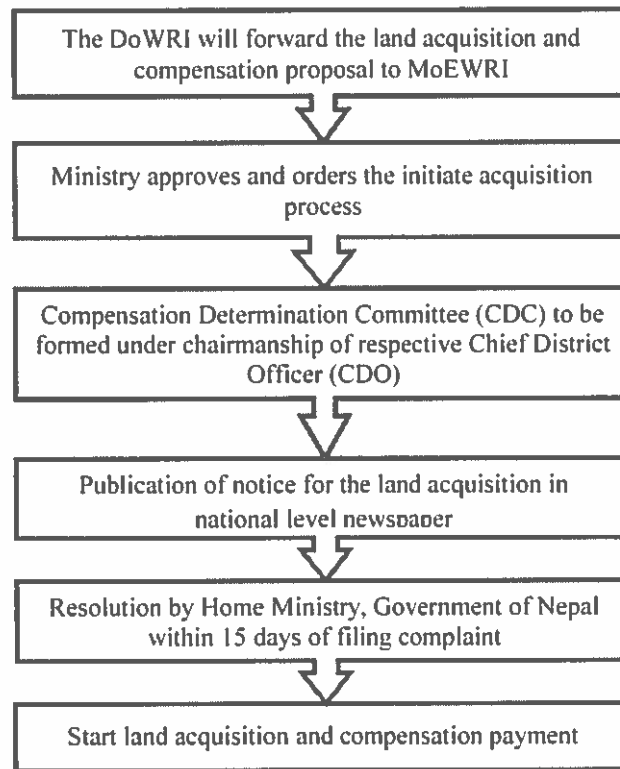 The DoWRI will forward the land acquisition and
compensation proposal to MoEWRI
Ministry approves and orders the initiate acquisition
process
Compensation Determination Committee (CDC) to be
formed under chairmanship of respective Chief District
Officer (CDO)
Publication of notice for the land acquisition in
national level newspaper
Resolution by Home Ministry, Government of Nepal
within 15 days of filing complaint
Start land acquisition and compensation payment